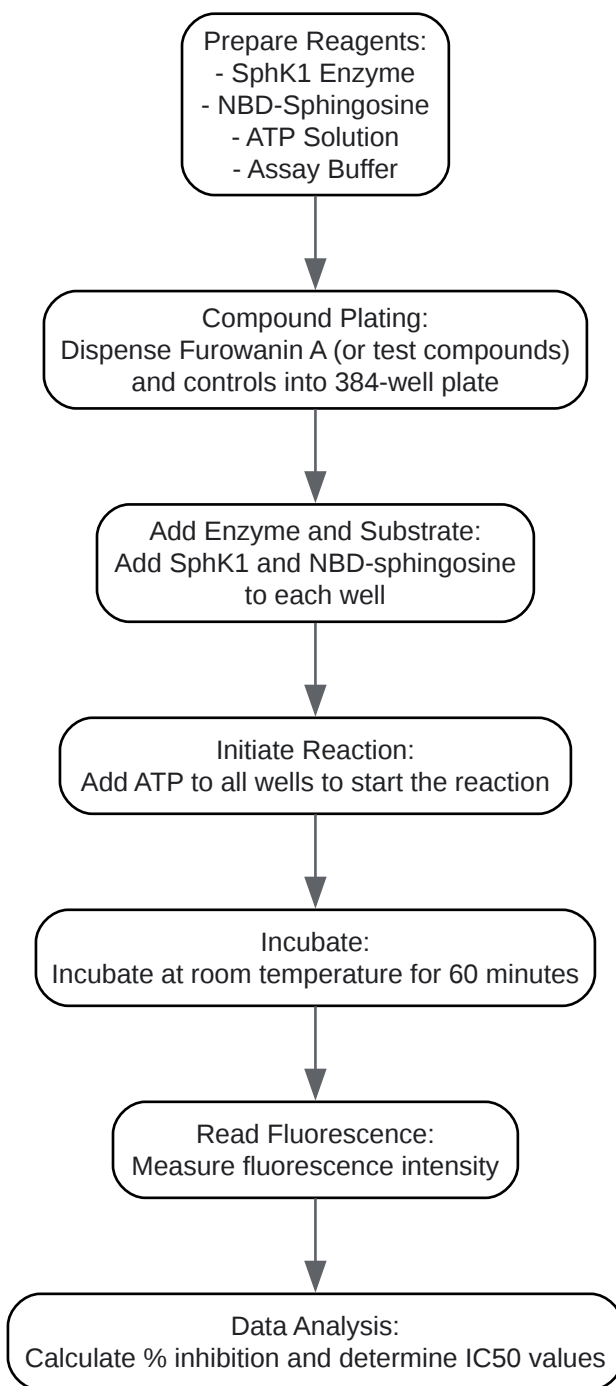 Prepare Reagents:
- SphK1 Enzyme
- NBD-Sphingosine
- ATP Solution
- Assay Buffer
Compound Plating:
Dispense Furowanin A (or test compounds)
and controls into 384-well plate
Add Enzyme and Substrate:
Add SphK1 and NBD-sphingosine
to each well
Initiate Reaction:
Add ATP to all wells to start the reaction
Incubate:
Incubate at room temperature for 60 minutes
Read Fluorescence:
Measure fluorescence intensity
Data Analysis:
Calculate % inhibition and determine IC50 values